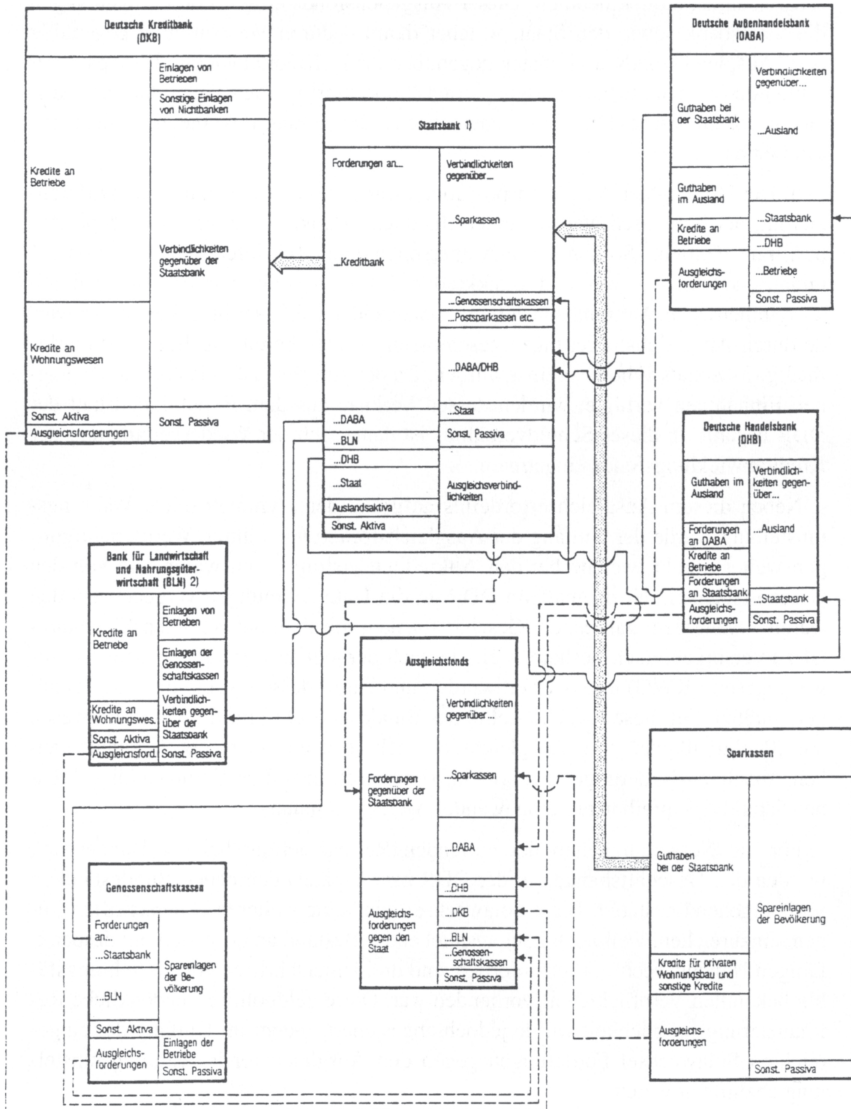 Deutsche Kreditbank
(DKB)
Einlagen von
Betrieben
Sonstige Einlagen
von Nichtbanken
Kredite an
Betriebe
Verbindlichkeiten
gegenüber der
Staatsbank
Kredite an
Wohnungswesen
Sonst. Aktiva
Ausgleichsforderungen
Sonst. Passiva
Staatsbank 1)
Forderungen an...
Verbindlichkeiten
gegenüber...
...Sparkassen
...Kreditbank
...Genossenschaftskassen
...Postsparkassen etc.
...DABA/DHB
...Staat
...DABA
Sonst. Passiva
...BLN
...DHB
...Staat
Ausgleichsverbind-
lichkeiten
Auslandsaktiva
Sonst. Aktiva
Deutsche Außenhandelsbank
(DABA)
Verbindlichkeiten
gegenüber...
Guthaben bei
der Staatsbank
...Ausland
Guthaben
im Ausland
...Staatsbank
Kredite an
Betriebe
...DHB
Ausgleichs-
forderungen
...Betriebe
Sonst. Passiva
Deutsche Handelsbank
(DHB)
Guthaben im
Ausland
Verbindlich-
keiten gegen-
über...
...Ausland
Forderungen
an DABA
Kredite an
Betriebe
Forderungen
an Staatsbank
...Staatsbank
Ausgleichs-
forderungen
Sonst. Passiva
Bank für Landwirtschaft
und Nahrungsgüter-
wirtschaft (BLN) 2)
Einlagen von
Betrieben
Kredite an
Betriebe
Einlagen der
Genossen-
schaftskassen
Verbindlich-
keiten gegen-
über der
Staatsbank
Kredite an
Wohnungswes.
Sonst. Aktiva
Ausgleichsford.
Sonst. Passiva
Ausgleichsfonds
Verbindlichkeiten
gegenüber...
Forderungen
gegenüber der
Staatsbank
...Sparkassen
...DABA
...DHB
Ausgleichs-
forderungen
gegen den
Staat
...DKB
...BLN
...Genossen-
schaftskassen
Sonst. Passiva
Sparkassen
Guthaben
bei der Staatsbank
Spareinlagen
der Bevölkerung
Kredite für privaten
Wohnungsbau und
sonstige Kredite
Ausgleichs-
forderungen
Sonst. Passiva
Genossenschaftskassen
Forderungen
an...
...Staatsbank
Spareinlagen
der Be-
völkerung
...BLN
Sonst. Aktiva
Ausgleichs-
forderungen
Einlagen der
Betriebe
Sonst. Passiva